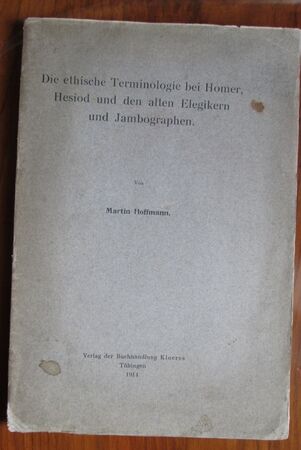 Die ethische Terminologie bei Homer,
Hesiod und den alten Elegikern
und Jambographen.
Von
Martin Hoffmann.
Verlag der Buchhandlung Kloeres
Tübingen
1914